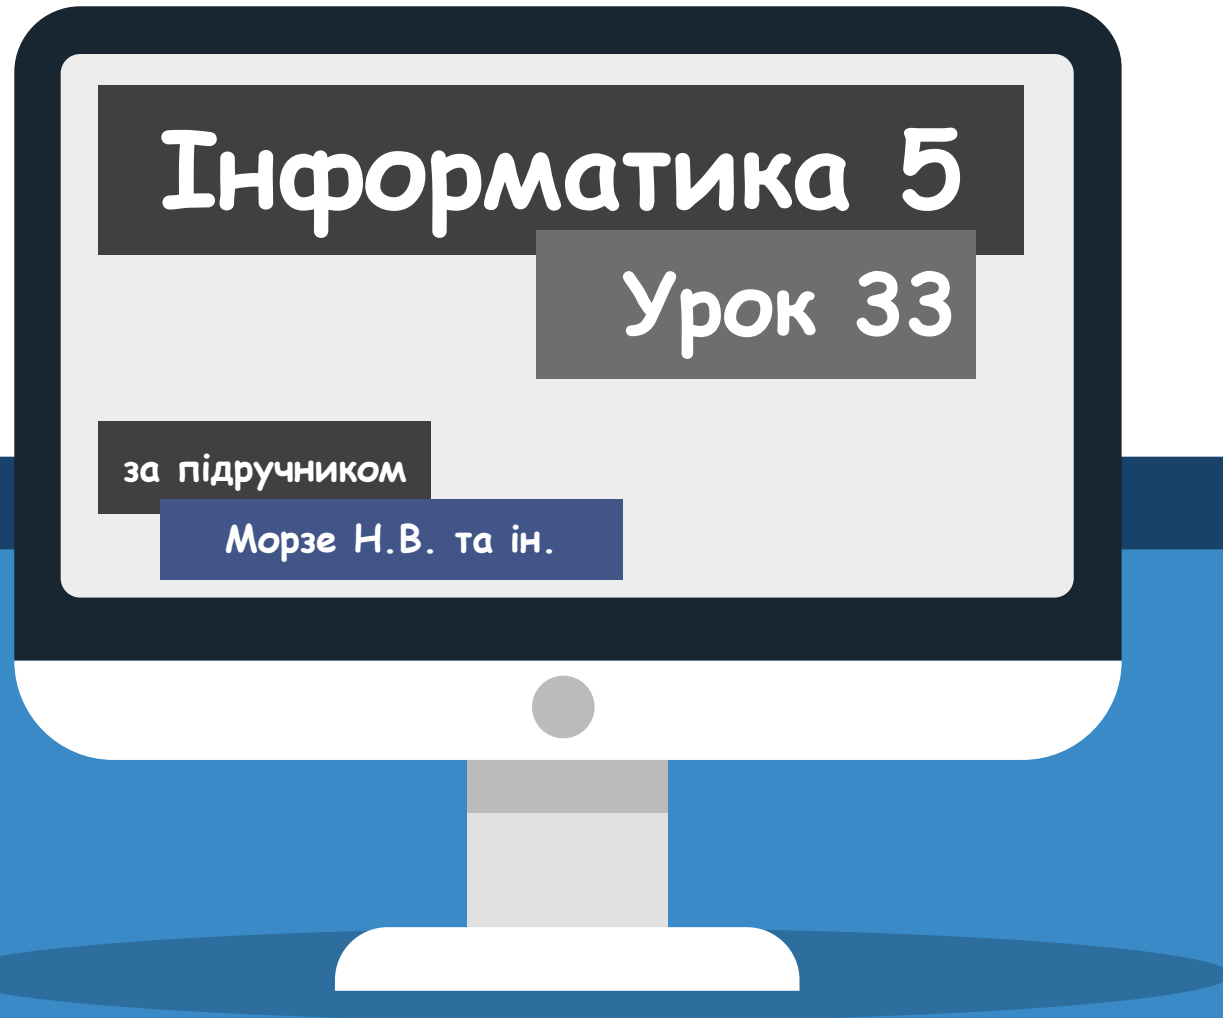 Інформатика 5
Урок 33
за підручником
Морзе Н.В. та ін.